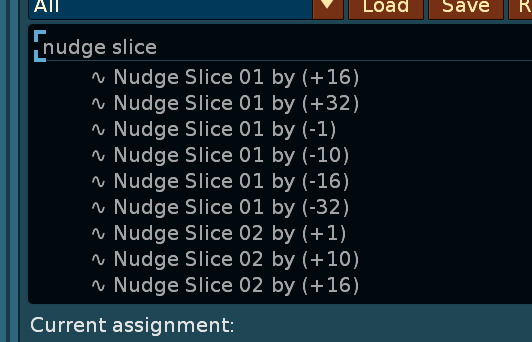 All Load Save R
nudge slice
∿ Nudge Slice 01 by (+16)
∿ Nudge Slice 01 by (+32)
∿ Nudge Slice 01 by (-1)
∿ Nudge Slice 01 by (-10)
∿ Nudge Slice 01 by (-16)
∿ Nudge Slice 01 by (-32)
∿ Nudge Slice 02 by (+1)
∿ Nudge Slice 02 by (+10)
∿ Nudge Slice 02 by (+16)
Current assignment: